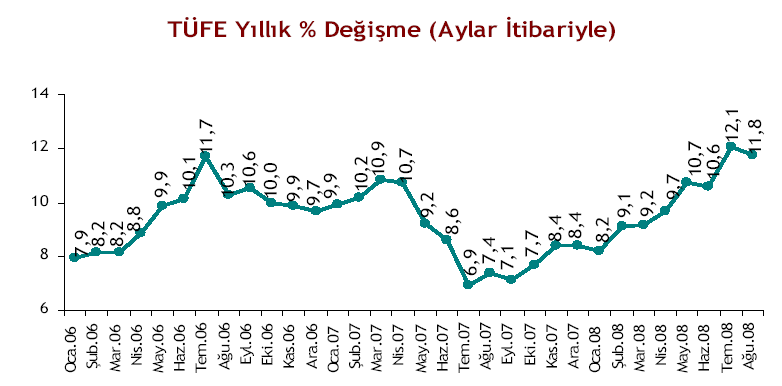 TÜFE Yıllık % Değişme (Aylar İtibariyle)
14
12
10
8
6
7,9
8,2
8,2
8,8
9,9
10,1
11,7
10,3
10,6
10,0
9,9
9,7
9,9
10,2
10,9
10,7
9,2
8,6
6,9
7,4
7,1
7,7
8,4
8,4
8,2
9,1
9,2
9,7
10,7
10,6
12,1
11,8
Oca.06
Şub.06
Mar.06
Nis.06
May.06
Haz.06
Tem.06
Ağu.06
Eyl.06
Eki.06
Kas.06
Ara.06
Oca.07
Şub.07
Mar.07
Nis.07
May.07
Haz.07
Tem.07
Ağu.07
Eyl.07
Eki.07
Kas.07
Ara.07
Oca.08
Şub.08
Mar.08
Nis.08
May.08
Haz.08
Tem.08
Ağu.08